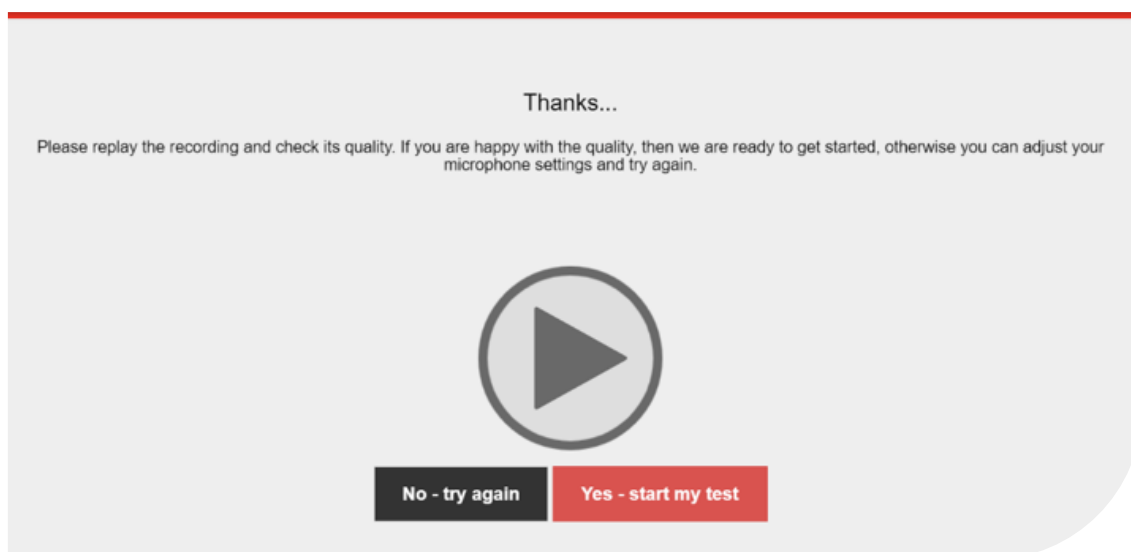 Thanks...
Please replay the recording and check its quality. If you are happy with the quality, then we are ready to get started, otherwise you can adjust your
microphone settings and try again.
No - try again
Yes - start my test